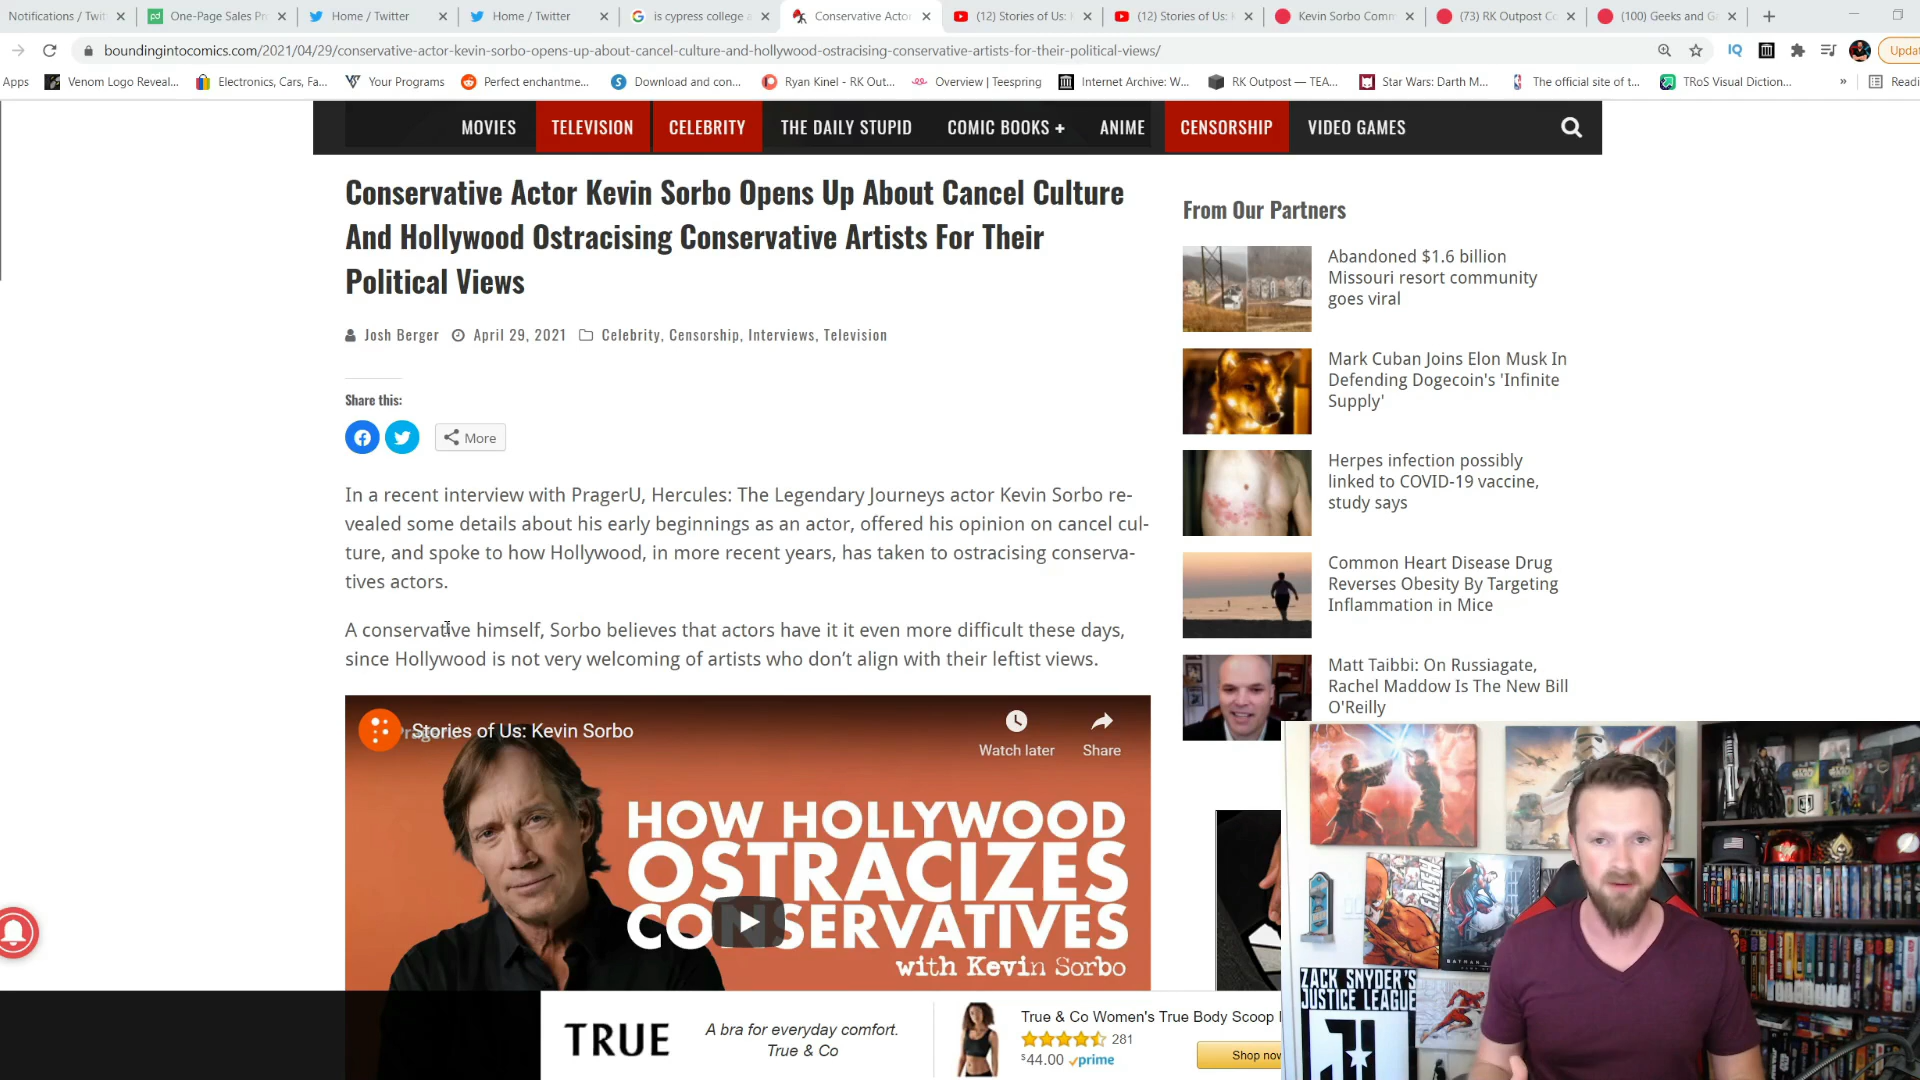 Notifications / Twit
One-Page Sales Pr
Home / Twitter
Home / Twitter
is cypress college a
Conservative Actor
(12) Stories of Us:
(12) Stories of Us: K
Kevin Sorbo Comm
(73) RK Outpost Co
(100) Geeks and G
boundingintocomics.com/2021/04/29/conservative-actor-kevin-sorbo-opens-up-about-cancel-culture-and-hollywood-ostracising-conservative-artists-for-their-political-views/
IQ
Updat
Apps
Venom Logo Reveal...
Electronics, Cars, Fa...
Your Programs
Perfect enchantme...
Download and con...
Ryan Kinel - RK Out...
Overview | Teespring
Internet Archive: W...
RK Outpost — TEA...
Star Wars: Darth M...
The official site of t...
TRoS Visual Diction...
»
Readi
MOVIES
TELEVISION
CELEBRITY
THE DAILY STUPID
COMIC BOOKS +
ANIME
CENSORSHIP
VIDEO GAMES
Conservative Actor Kevin Sorbo Opens Up About Cancel Culture
And Hollywood Ostracising Conservative Artists For Their
Political Views
Josh Berger April 29, 2021 Celebrity, Censorship, Interviews, Television
Share this:
More
In a recent interview with PragerU, Hercules: The Legendary Journeys actor Kevin Sorbo re-
vealed some details about his early beginnings as an actor, offered his opinion on cancel cul-
ture, and spoke to how Hollywood, in more recent years, has taken to ostracising conserva-
tives actors.
A conservative himself, Sorbo believes that actors have it it even more difficult these days,
since Hollywood is not very welcoming of artists who don't align with their leftist views.
Stories of Us: Kevin Sorbo
Watch later
Share
HOW HOLLYWOOD
OSTRACIZES
CONSERVATIVES
with Kevin Sorbo
From Our Partners
Abandoned $1.6 billion
Missouri resort community
goes viral
Mark Cuban Joins Elon Musk In
Defending Dogecoin's 'Infinite
Supply'
Herpes infection possibly
linked to COVID-19 vaccine,
study says
Common Heart Disease Drug
Reverses Obesity By Targeting
Inflammation in Mice
Matt Taibbi: On Russiagate,
Rachel Maddow Is The New Bill
O'Reilly
ZACK SNYDER'S
JUSTICE LEAGUE
BATMAN
TRUE
A bra for everyday comfort.
True & Co
True & Co Women's True Body Scoop
281
$44.00 prime
Shop now